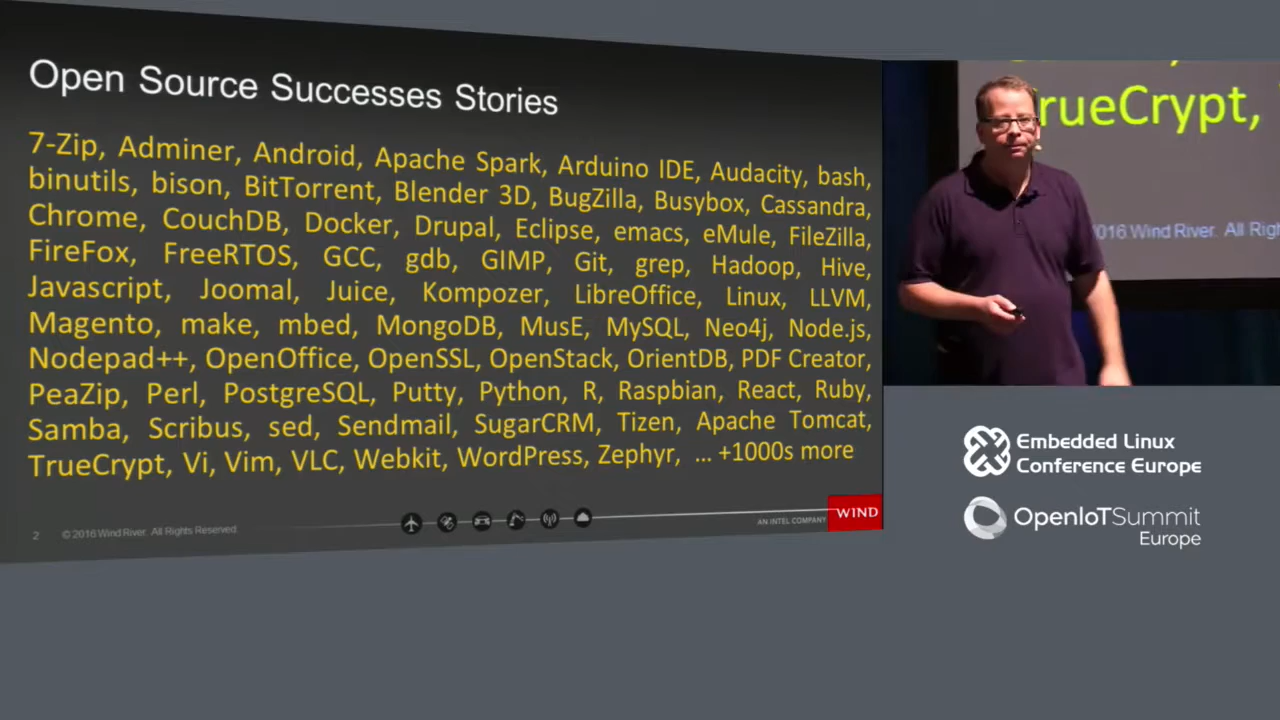 Open Source Successes Stories
7-Zip, Adminer, Android, Apache Spark, Arduino IDE, Audacity, bash,
binutils, bison, BitTorrent, Blender 3D, BugZilla, Busybox, Cassandra,
Chrome, CouchDB, Docker, Drupal, Eclipse, emacs, eMule, FileZilla,
FireFox, FreeRTOS, GCC, gdb, GIMP, Git, grep, Hadoop, Hive,
Javascript, Joomal, Juice, Kompozer, LibreOffice, Linux, LLVM,
Magento, make, mbed, MongoDB, MusE, MySQL, Neo4j, Node.js,
Nodepad++, OpenOffice, OpenSSL, OpenStack, OrientDB, PDF Creator,
PeaZip, Perl, PostgreSQL, Putty, Python, R, Raspbian, React, Ruby,
Samba, Scribus, sed, Sendmail, SugarCRM, Tizen, Apache Tomcat,
TrueCrypt, Vi, Vim, VLC, Webkit, WordPress, Zephyr, ... +1000s more
2 © 2016 Wind River. All Rights Reserved.
AN INTEL COMPANY
WIND
rueCrypt,
2016 Wind River. All Righ
Embedded Linux
Conference Europe
OpenIoTSummit
Europe